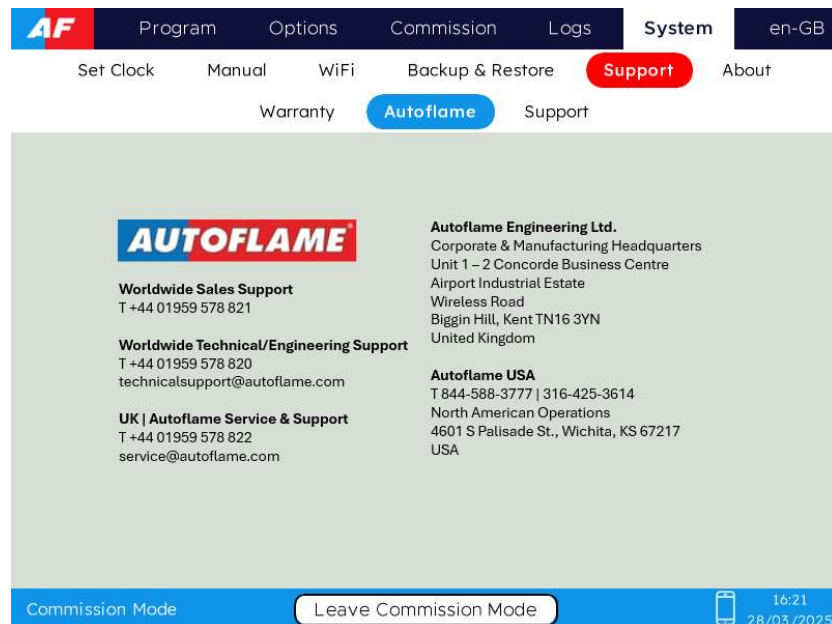 AF Program Options Commission Logs System en-GB
Set Clock Manual WiFi Backup & Restore Support About
Warranty Autoflame Support
AUTOFLAME
Worldwide Sales Support
T +44 01959 578 821
Worldwide Technical/Engineering Support
T +44 01959 578 820
technicalsupport@autoflame.com
UK | Autoflame Service & Support
T +44 01959 578 822
service@autoflame.com
Autoflame Engineering Ltd.
Corporate & Manufacturing Headquarters
Unit 1 – 2 Concorde Business Centre
Airport Industrial Estate
Wireless Road
Biggin Hill, Kent TN16 3YN
United Kingdom
Autoflame USA
T 844-588-3777 | 316-425-3614
North American Operations
4601 S Palisade St., Wichita, KS 67217
USA
Commission Mode Leave Commission Mode 16:21
28/03/2025